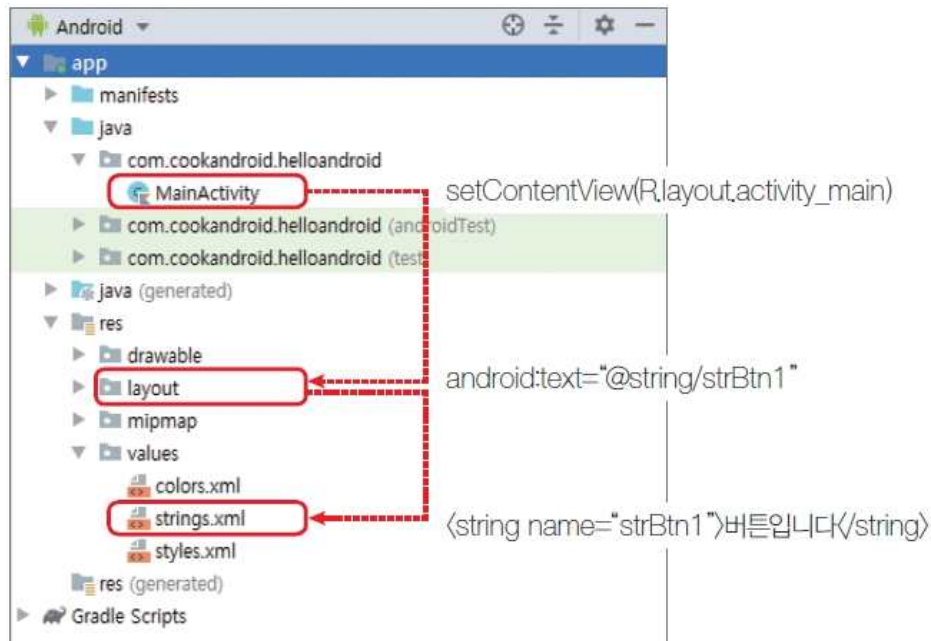 Android
app
manifests
java
com.cookandroid.helloandroid
MainActivity
setContentView(R.layout.activity_main)
com.cookandroid.helloandroid (androidTest)
com.cookandroid.helloandroid (test)
java (generated)
res
drawable
layout
android:text="@string/strBtn1"
mipmap
values
colors.xml
strings.xml
<string name="strBtn1">버튼입니다</string>
styles.xml
res (generated)
Gradle Scripts